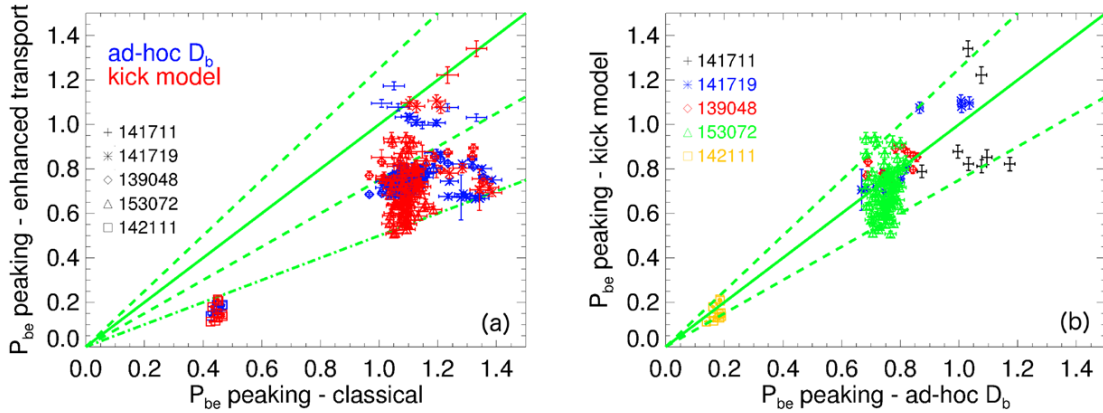 1.4
1.2
1.0
0.8
0.6
0.4
0.2
0.0
P_be peaking - enhanced transport
ad-hoc D_b
kick model
141711
141719
139048
153072
142111
(a)
0.0 0.2 0.4 0.6 0.8 1.0 1.2 1.4
P_be peaking - classical
1.4
1.2
1.0
0.8
0.6
0.4
0.2
0.0
P_be peaking - kick model
141711
141719
139048
153072
142111
(b)
0.0 0.2 0.4 0.6 0.8 1.0 1.2 1.4
P_be peaking - ad-hoc D_b